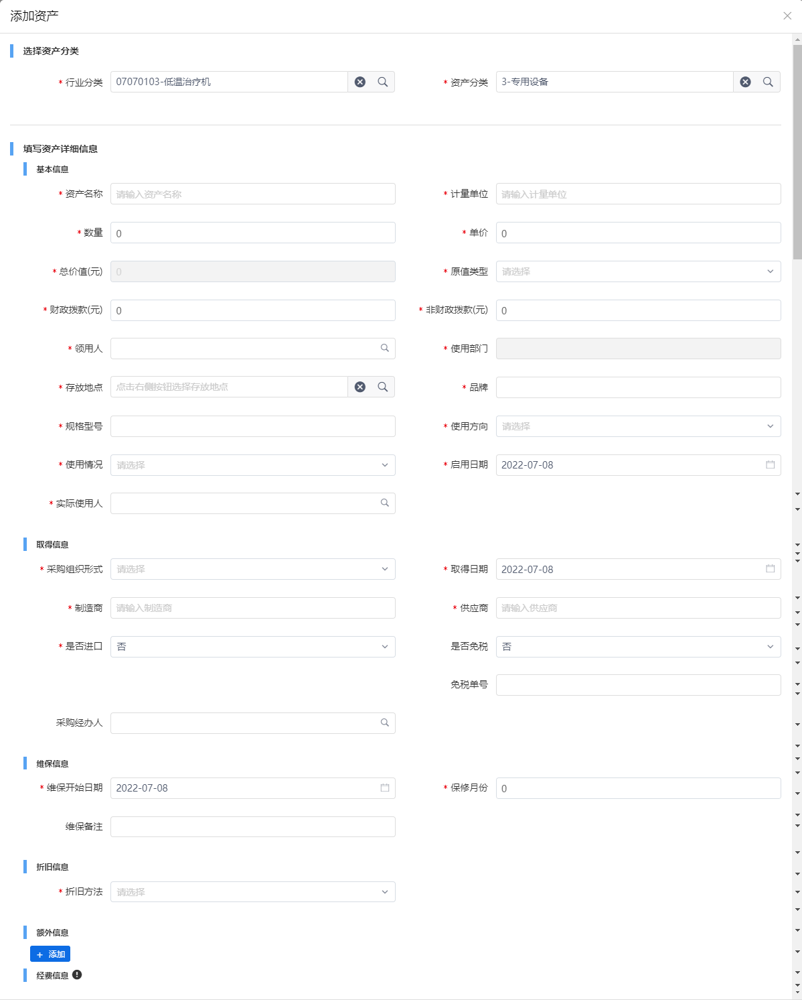 添加资产
选择资产分类
* 行业分类 07070103-低温治疗机
* 资产分类 3-专用设备
填写资产详细信息
基本信息
* 资产名称 请输入资产名称
* 计量单位 请输入计量单位
* 数量 0
* 单价 0
* 总价值(元) 0
* 原值类型 请选择
* 财政拨款(元) 0
* 非财政拨款(元) 0
* 领用人
* 使用部门
* 存放地点 点击右侧按钮选择存放地点
* 品牌
* 规格型号
* 使用方向 请选择
* 使用情况 请选择
* 启用日期 2022-07-08
* 实际使用人
取得信息
* 采购组织形式 请选择
* 取得日期 2022-07-08
* 制造商 请输入制造商
* 供应商 请输入供应商
* 是否进口 否
是否免税 否
免税单号
采购经办人
维保信息
* 维保开始日期 2022-07-08
* 保修月份 0
维保备注
折旧信息
* 折旧方法 请选择
额外信息
+ 添加
经费信息